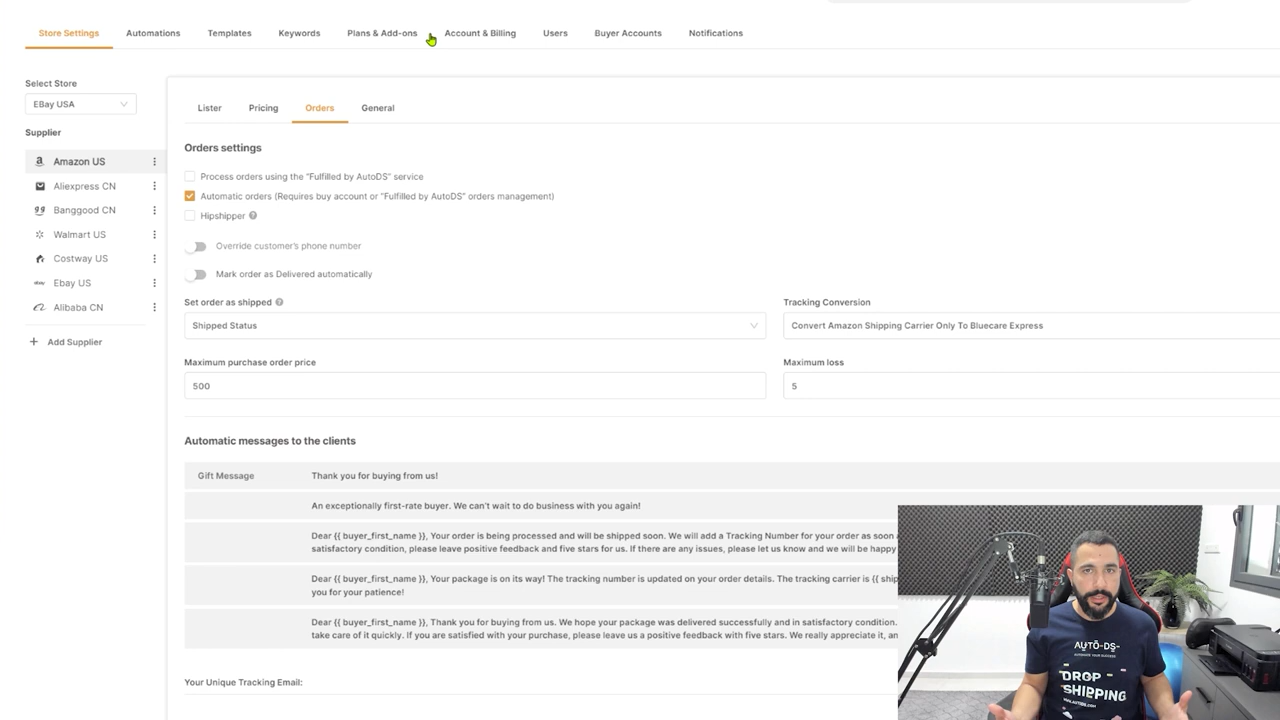 Store Settings Automations Templates Keywords Plans & Add-ons Account & Billing Users Buyer Accounts Notifications
Select Store
EBay USA
Supplier
Amazon US
Aliexpress CN
Banggood CN
Walmart US
Costway US
Ebay US
Alibaba CN
+ Add Supplier
Lister Pricing Orders General
Orders settings
Process orders using the "Fulfilled by AutoDS" service
Automatic orders (Requires buy account or "Fulfilled by AutoDS" orders management)
Hipshipper
Override customer's phone number
Mark order as Delivered automatically
Set order as shipped
Shipped Status
Tracking Conversion
Convert Amazon Shipping Carrier Only To Bluecare Express
Maximum purchase order price
500
Maximum loss
5
Automatic messages to the clients
Gift Message Thank you for buying from us!
An exceptionally first-rate buyer. We can't wait to do business with you again!
Dear {{ buyer_first_name }}, Your order is being processed and will be shipped soon. We will add a Tracking Number for your order as soon
satisfactory condition, please leave positive feedback and five stars for us. If there are any issues, please let us know and we will be happy
Dear {{ buyer_first_name }}, Your package is on its way! The tracking number is updated on your order details. The tracking carrier is {{
you for your patience!
Dear {{ buyer_first_name }}, Thank you for buying from us. We hope your package was delivered successfully and in satisfactory condition.
take care of it quickly. If you are satisfied with your purchase, please leave us a positive feedback with five stars. We really appreciate it,
Your Unique Tracking Email:
AUTO-DS
DROP
SHIPPING